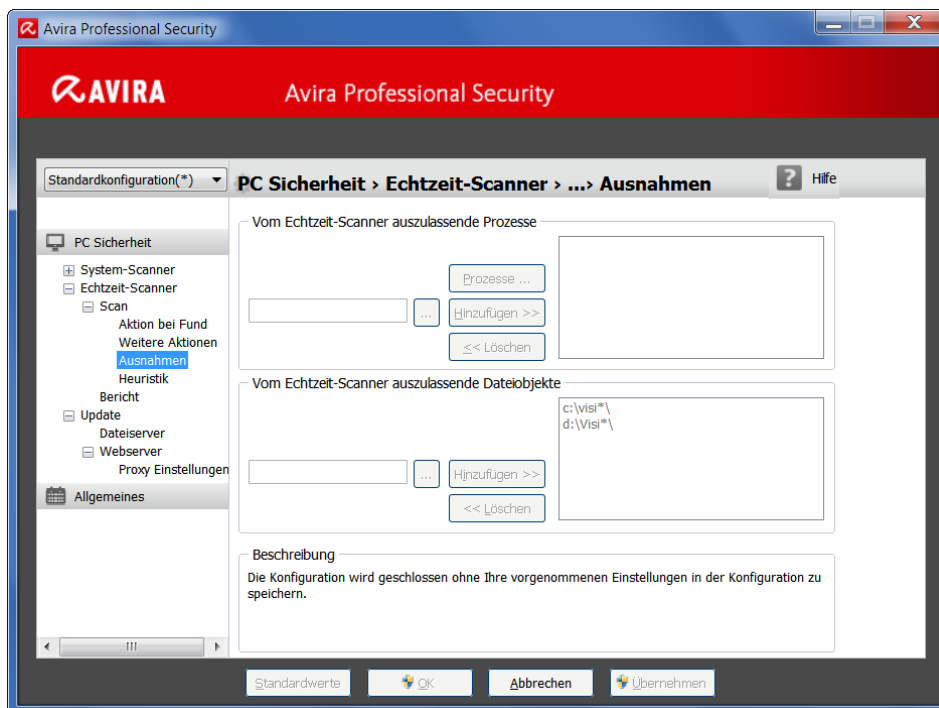 Avira Professional Security
AVIRA
Avira Professional Security
Standardkonfiguration(*)
PC Sicherheit › Echtzeit-Scanner › ...› Ausnahmen
? Hilfe
PC Sicherheit
System-Scanner
Echtzeit-Scanner
Scan
Aktion bei Fund
Weitere Aktionen
Ausnahmen
Heuristik
Bericht
Update
Dateiserver
Webserver
Proxy Einstellungen
Allgemeines
Vom Echtzeit-Scanner auszulassende Prozesse
Prozesse ...
...
Hinzufügen >>
<< Löschen
Vom Echtzeit-Scanner auszulassende Dateiobjekte
c:\visi*\
d:\Visi*\
...
Hinzufügen >>
<< Löschen
Beschreibung
Die Konfiguration wird geschlossen ohne Ihre vorgenommenen Einstellungen in der Konfiguration zu
speichern.
Standardwerte
OK
Abbrechen
Übernehmen